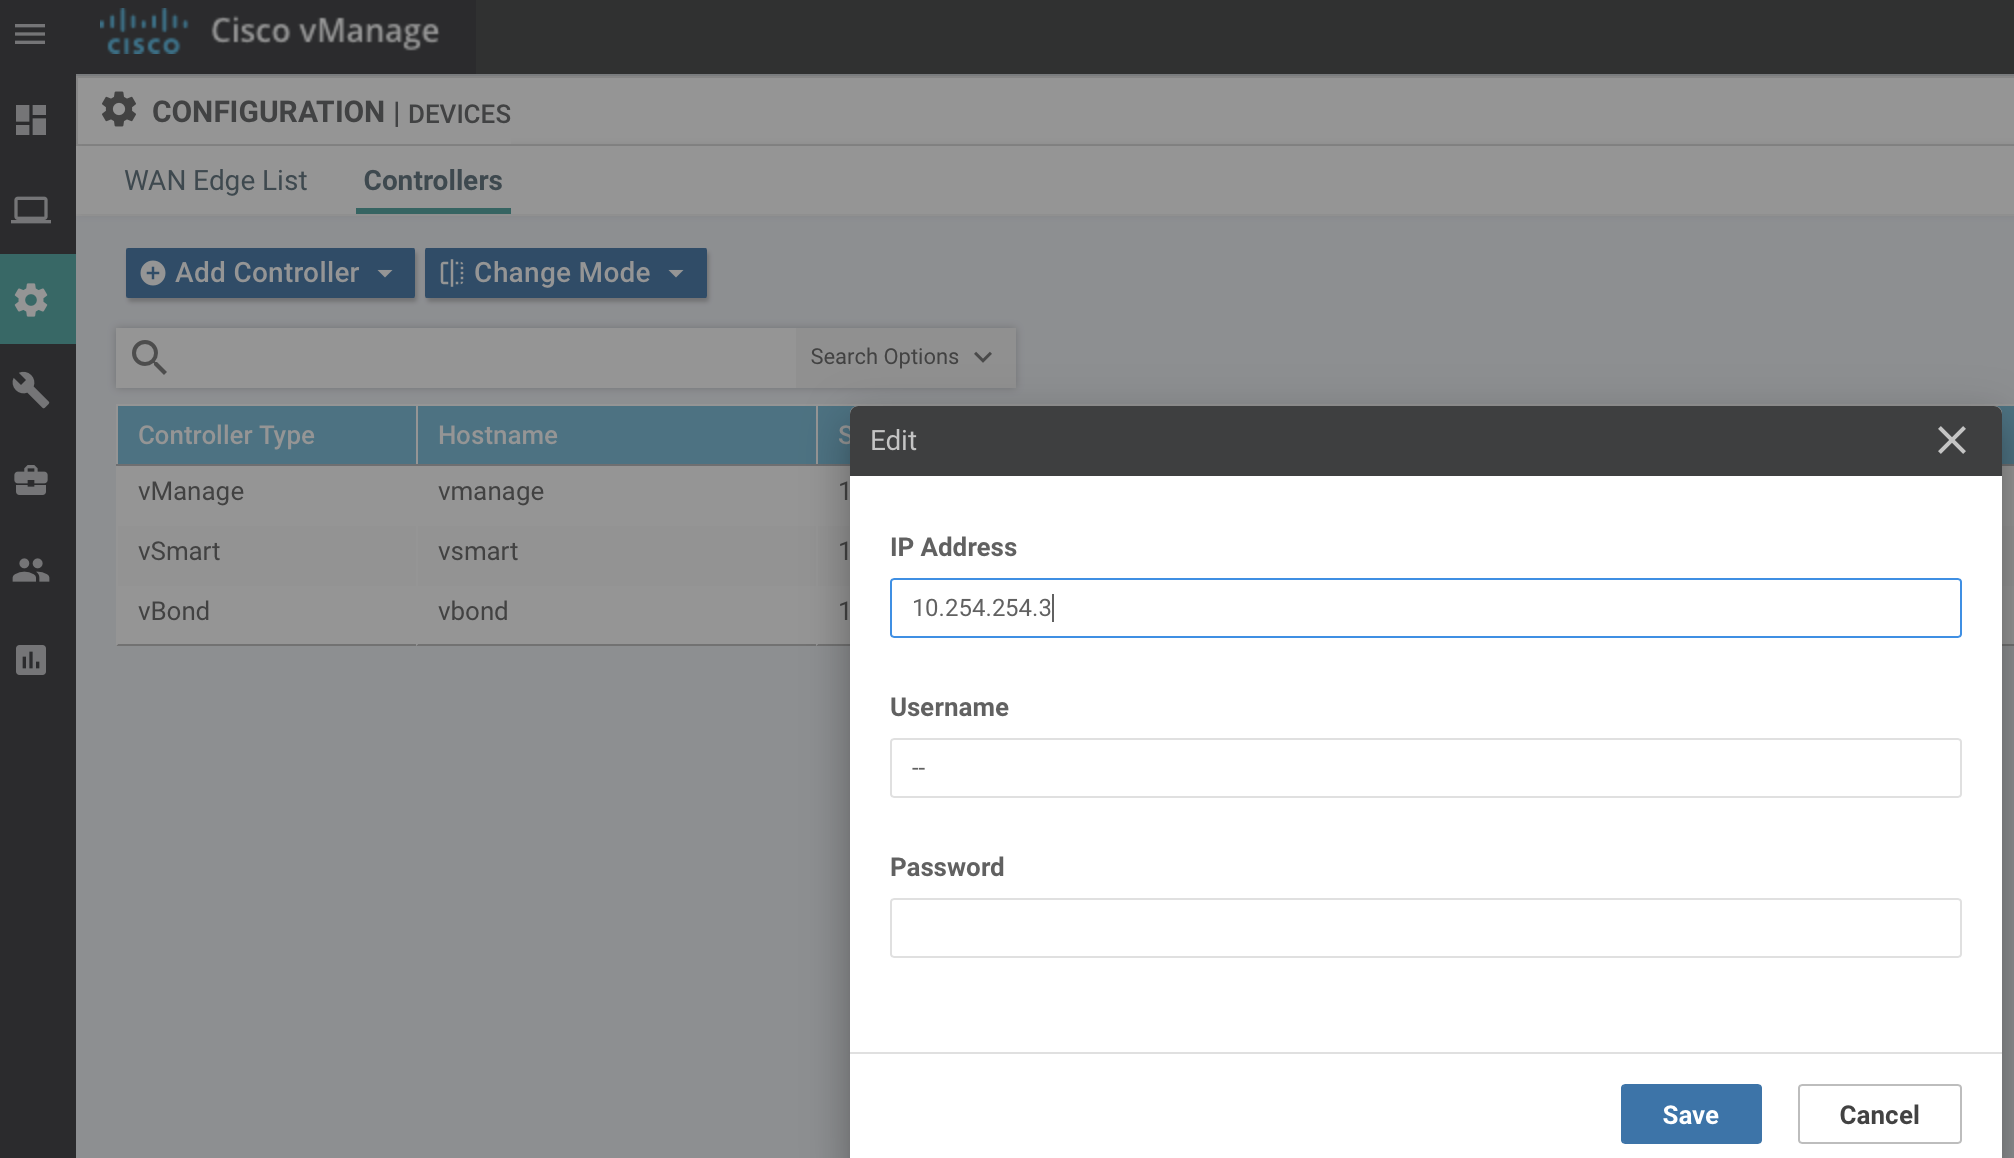 CISCO Cisco vManage
CONFIGURATION | DEVICES
WAN Edge List Controllers
Add Controller Change Mode
Search Options
Controller Type Hostname S
vManage vmanage 1
vSmart vsmart 1
vBond vbond 1
Edit
IP Address
10.254.254.3
Username
--
Password
Save Cancel